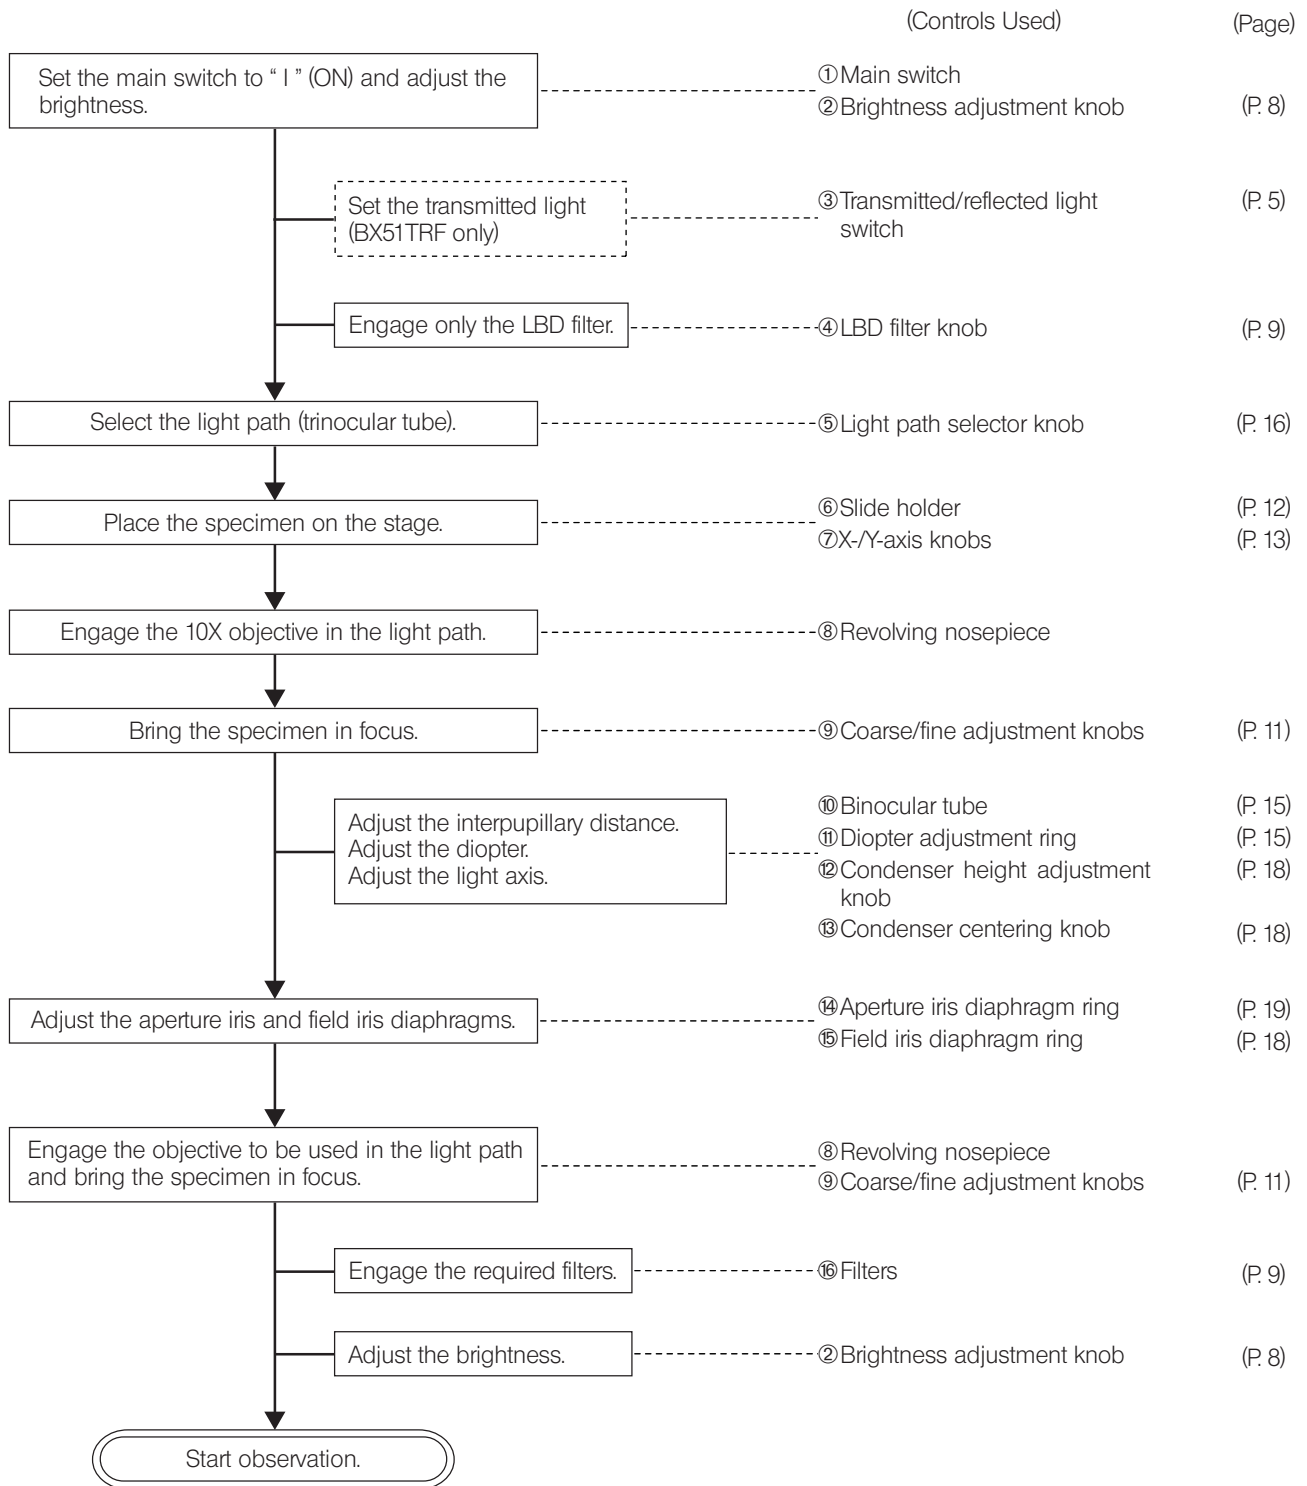 (Controls Used) (Page)
Set the main switch to “ I ” (ON) and adjust the
brightness.
①Main switch
②Brightness adjustment knob (P. 8)
Set the transmitted light
(BX51TRF only)
③Transmitted/reflected light (P. 5)
switch
Engage only the LBD filter.
④LBD filter knob (P. 9)
Select the light path (trinocular tube).
⑤Light path selector knob (P. 16)
Place the specimen on the stage.
⑥Slide holder (P. 12)
⑦X-/Y-axis knobs (P. 13)
Engage the 10X objective in the light path.
⑧Revolving nosepiece
Bring the specimen in focus.
⑨Coarse/fine adjustment knobs (P. 11)
Adjust the interpupillary distance.
Adjust the diopter.
Adjust the light axis.
⑩Binocular tube (P. 15)
⑪Diopter adjustment ring (P. 15)
⑫Condenser height adjustment (P. 18)
knob
⑬Condenser centering knob (P. 18)
Adjust the aperture iris and field iris diaphragms.
⑭Aperture iris diaphragm ring (P. 19)
⑮Field iris diaphragm ring (P. 18)
Engage the objective to be used in the light path
and bring the specimen in focus.
⑧Revolving nosepiece
⑨Coarse/fine adjustment knobs (P. 11)
Engage the required filters.
⑯Filters (P. 9)
Adjust the brightness.
②Brightness adjustment knob (P. 8)
Start observation.